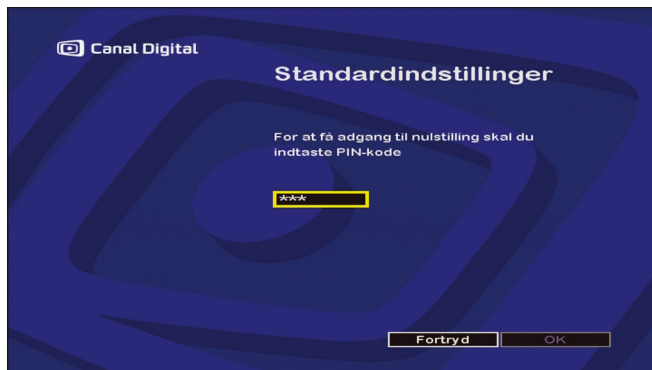 Canal Digital
Standardindstillinger
For at få adgang til nulstilling skal du
indtaste PIN-kode
***
Fortryd
OK